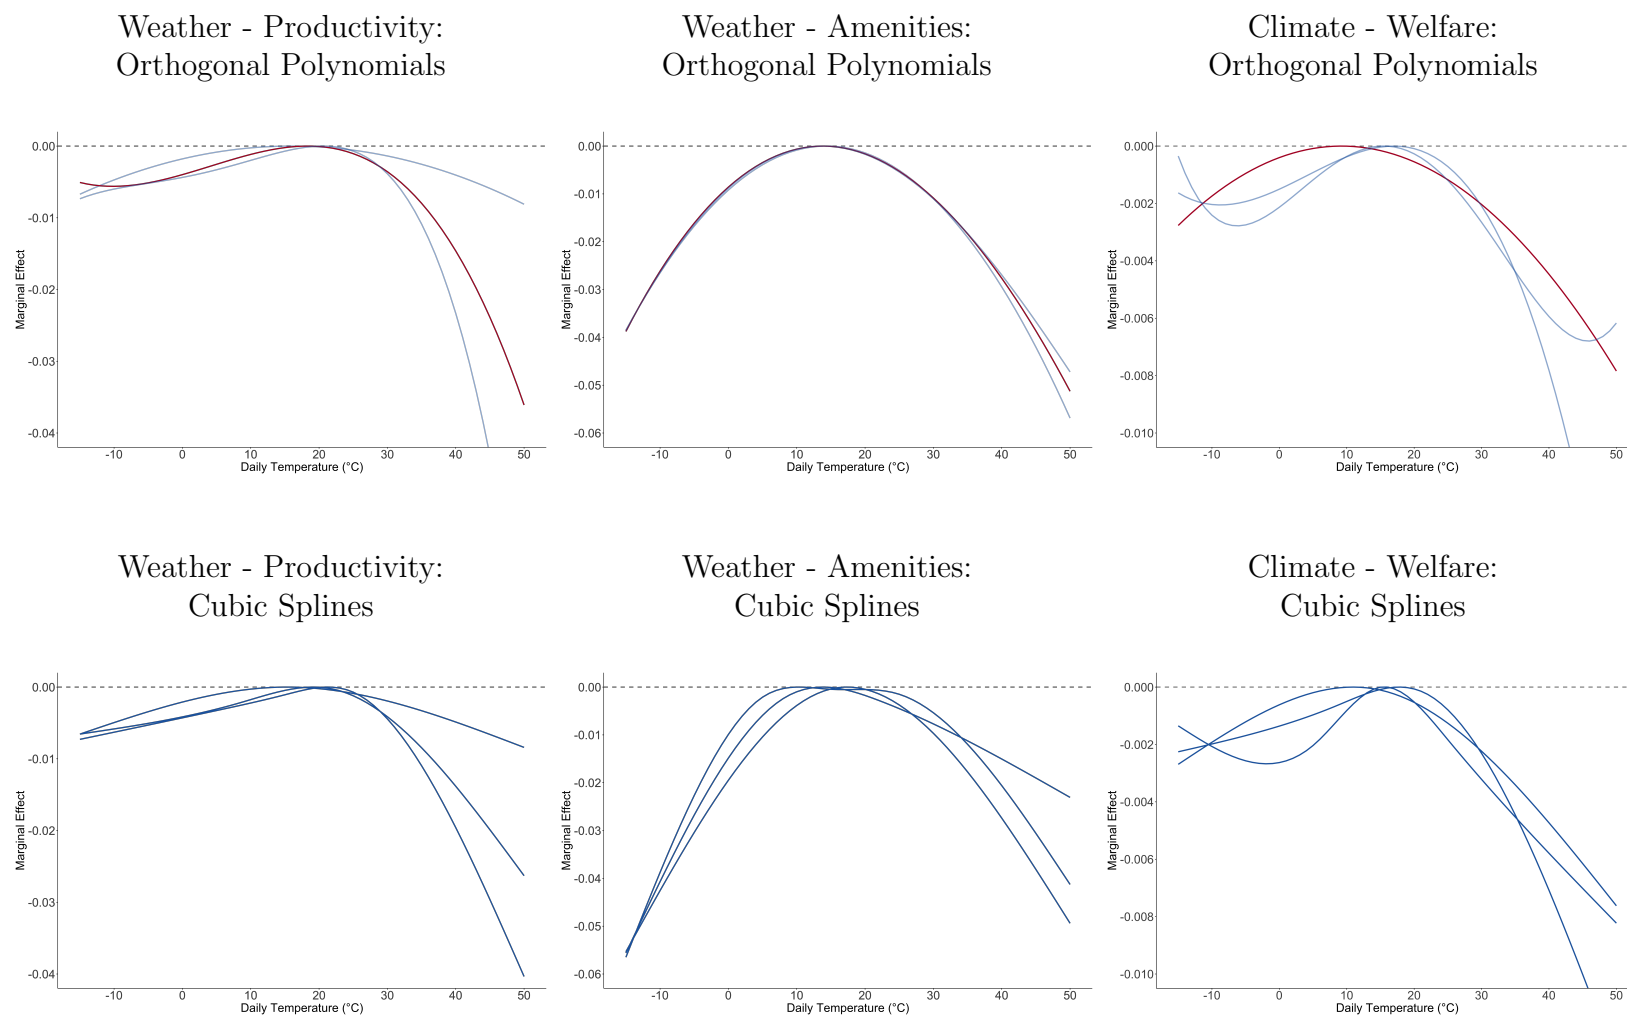 Weather - Productivity:
Orthogonal Polynomials
0.00
-0.01
-0.02
-0.03
-0.04
Marginal Effect
-10 0 10 20 30 40 50
Daily Temperature (°C)
Weather - Amenities:
Orthogonal Polynomials
0.00
-0.01
-0.02
-0.03
-0.04
-0.05
-0.06
Marginal Effect
-10 0 10 20 30 40 50
Daily Temperature (°C)
Climate - Welfare:
Orthogonal Polynomials
0.000
-0.002
-0.004
-0.006
-0.008
-0.010
Marginal Effect
-10 0 10 20 30 40 50
Daily Temperature (°C)
Weather - Productivity:
Cubic Splines
0.00
-0.01
-0.02
-0.03
-0.04
Marginal Effect
-10 0 10 20 30 40 50
Daily Temperature (°C)
Weather - Amenities:
Cubic Splines
0.00
-0.01
-0.02
-0.03
-0.04
-0.05
-0.06
Marginal Effect
-10 0 10 20 30 40 50
Daily Temperature (°C)
Climate - Welfare:
Cubic Splines
0.000
-0.002
-0.004
-0.006
-0.008
-0.010
Marginal Effect
-10 0 10 20 30 40 50
Daily Temperature (°C)